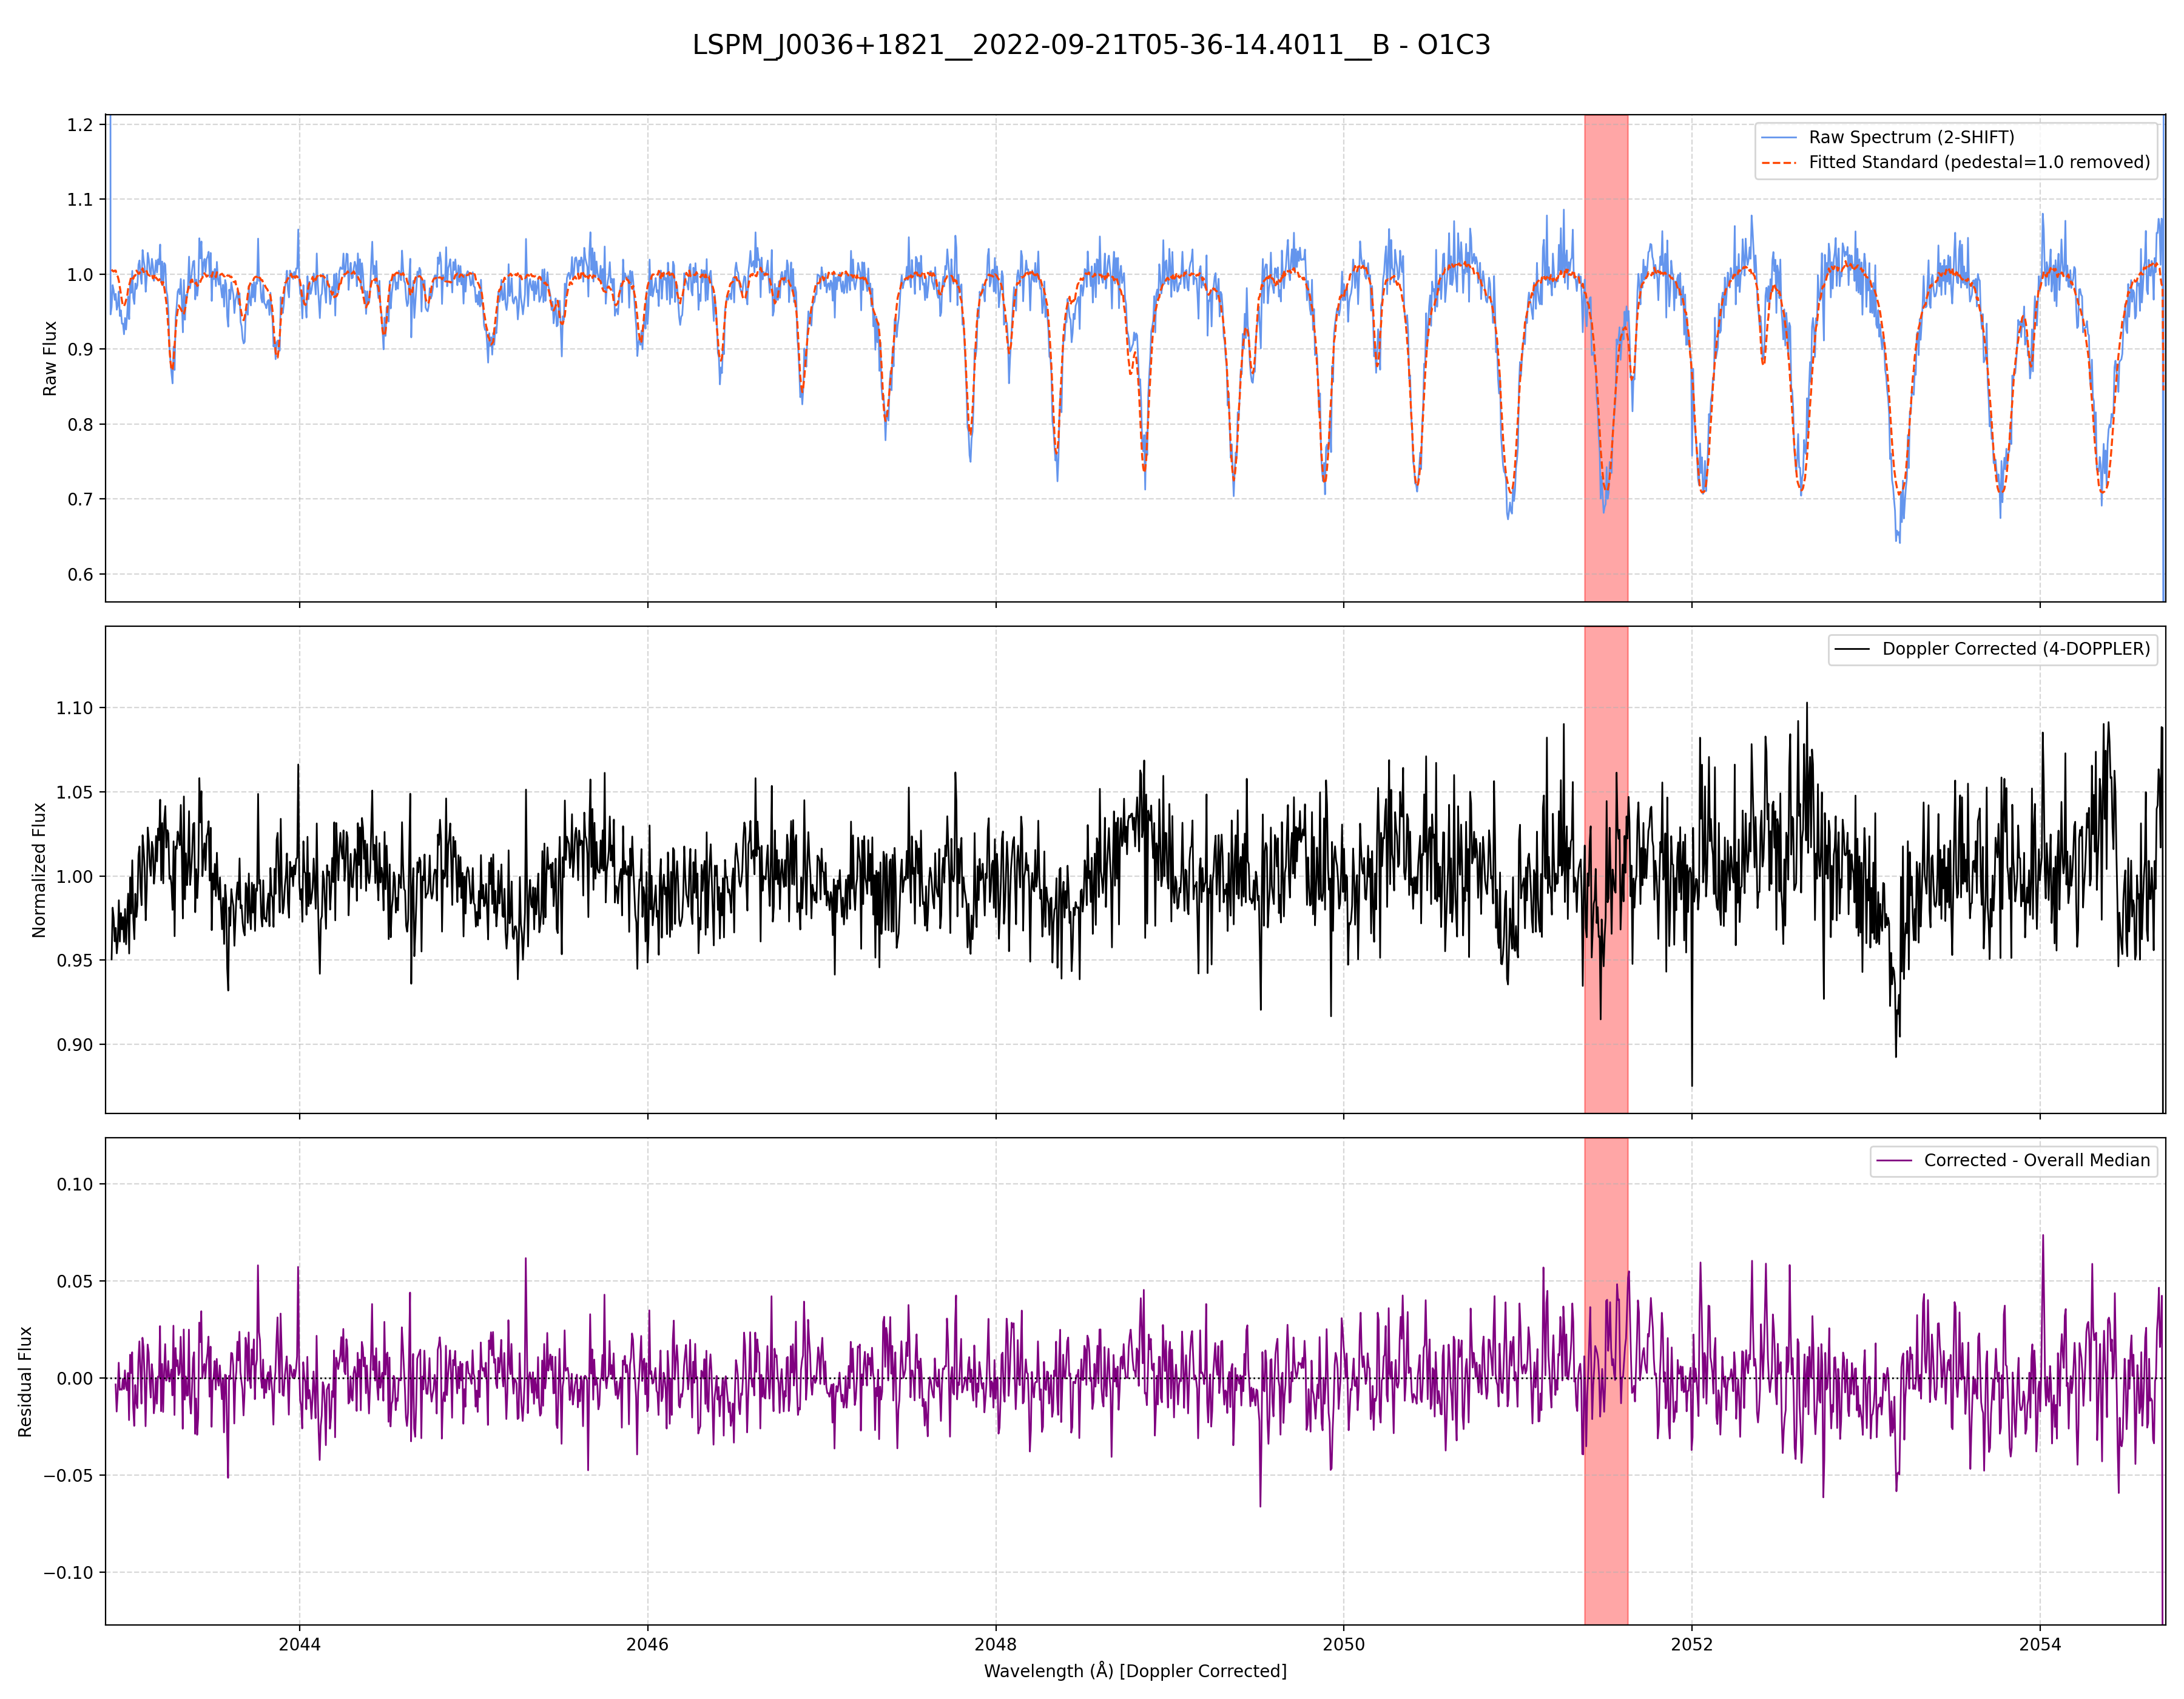 LSPM_J0036+1821__2022-09-21T05-36-14.4011__B - O1C3
1.2
1.1
1.0
0.9
0.8
0.7
0.6
Raw Flux
Raw Spectrum (2-SHIFT)
Fitted Standard (pedestal=1.0 removed)
1.10
1.05
1.00
0.95
0.90
Normalized Flux
Doppler Corrected (4-DOPPLER)
0.10
0.05
0.00
−0.05
−0.10
Residual Flux
Corrected - Overall Median
2044 2046 2048 2050 2052 2054
Wavelength (Å) [Doppler Corrected]